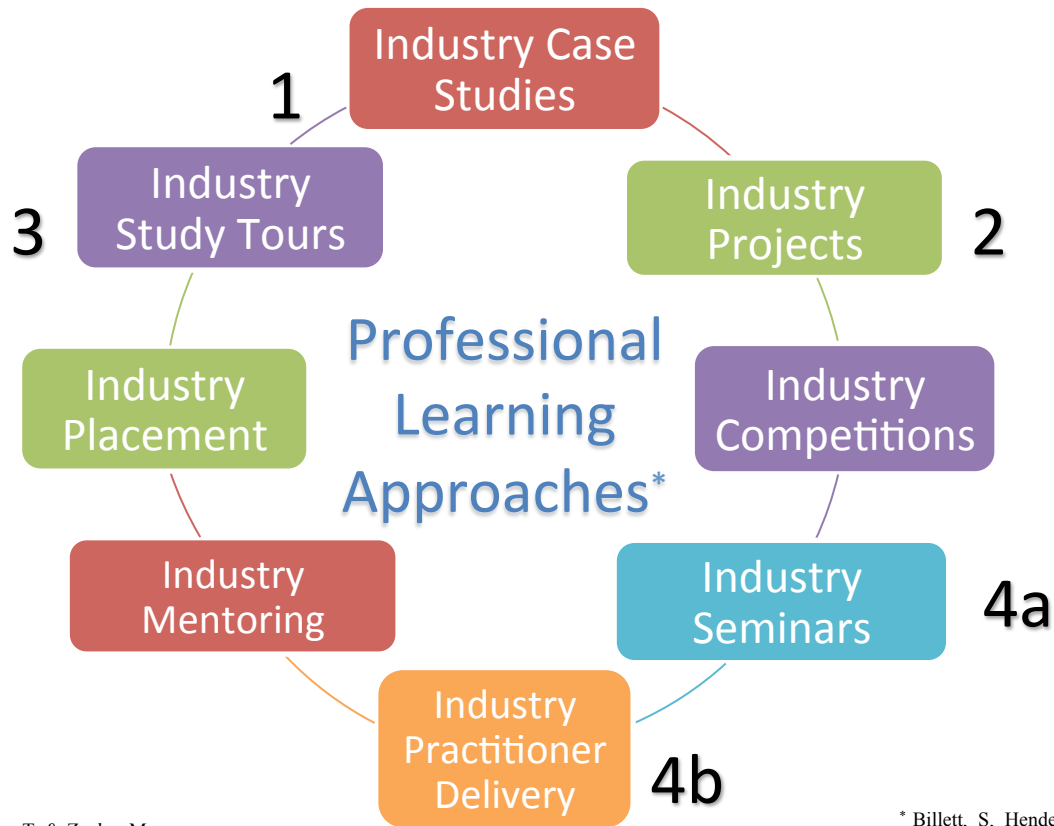 Industry Case
Studies
1
Industry
Projects
2
Industry
Study Tours
3
Professional
Learning
Approaches*
Industry
Competitions
Industry
Placement
Industry
Seminars
4a
Industry
Mentoring
Industry
Practitioner
Delivery
4b
* Billett, S. Hende